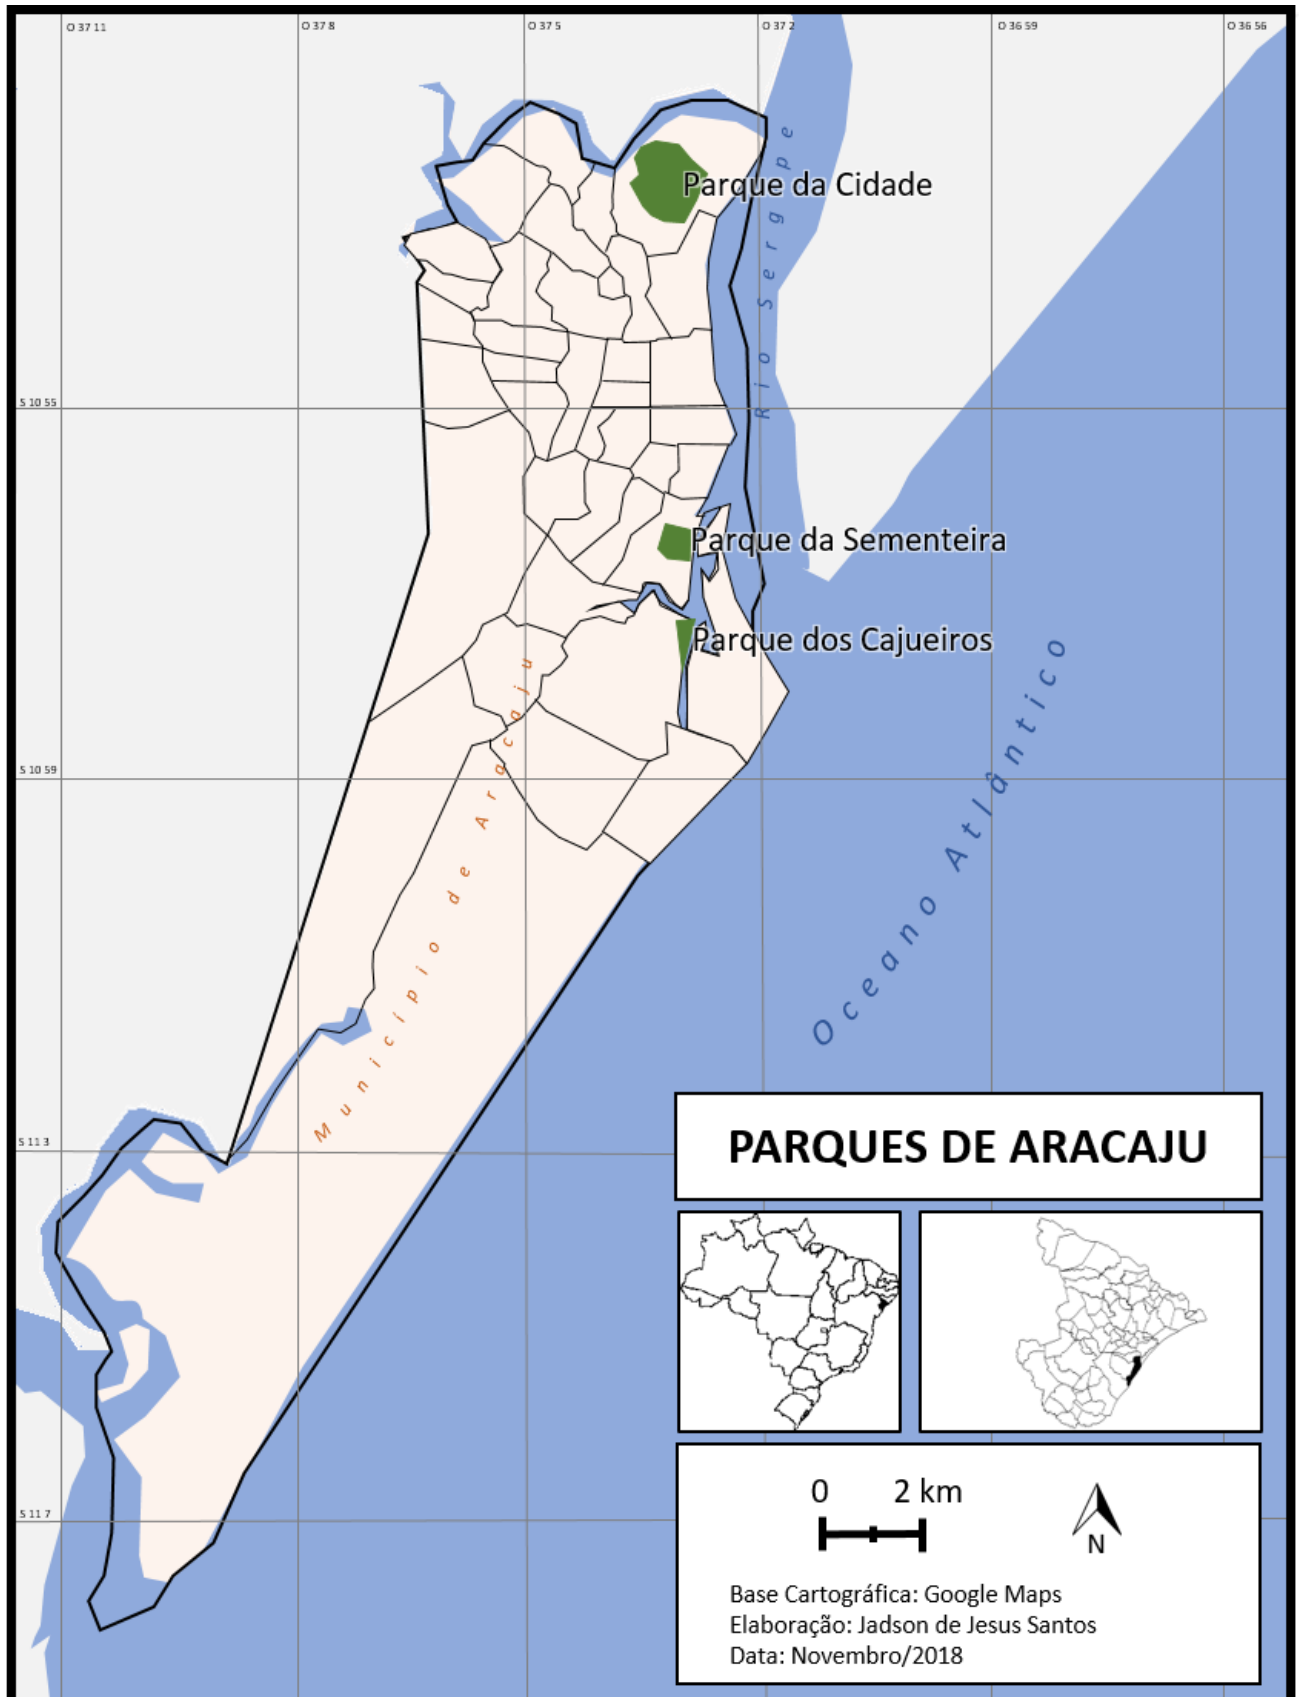 O 37 11
O 37 8
O 37 5
O 37 2
O 36 59
O 36 56
Parque da Cidade
Rio Sergipe
S 10 55
Parque da Sementeira
Parque dos Cajueiros
Oceano Atlântico
Município de Aracaju
S 10 59
S 11 3
PARQUES DE ARACAJU
S 11 7
0 2 km
N
Base Cartográfica: Google Maps
Elaboração: Jadson de Jesus Santos
Data: Novembro/2018